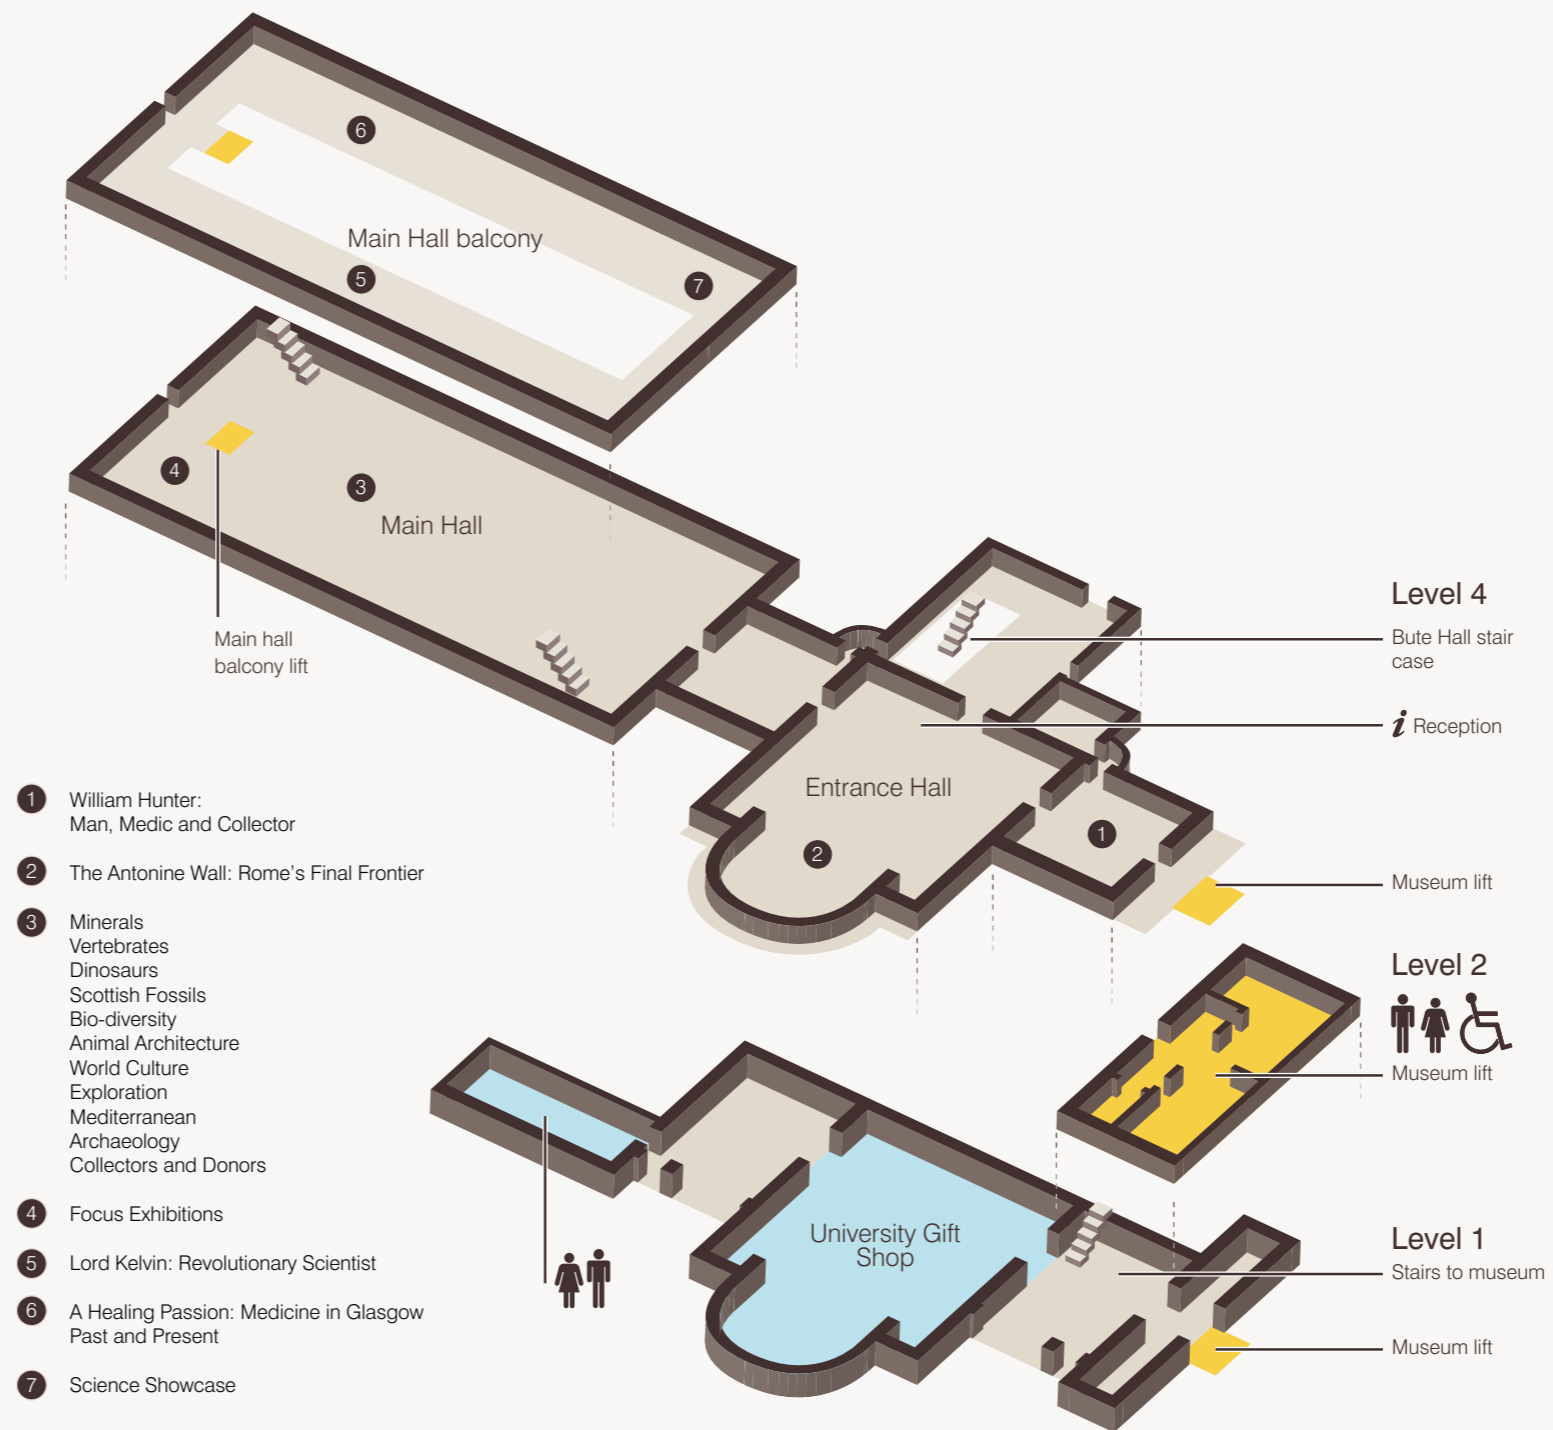 6
Main Hall balcony
5
7
4
3
Main Hall
Main hall
balcony lift
Level 4
Bute Hall stair
case
i Reception
Entrance Hall
1
2
Museum lift
Level 2
Museum lift
University Gift
Shop
Level 1
Stairs to museum
Museum lift
1 William Hunter:
Man, Medic and Collector
2 The Antonine Wall: Rome's Final Frontier
3 Minerals
Vertebrates
Dinosaurs
Scottish Fossils
Bio-diversity
Animal Architecture
World Culture
Exploration
Mediterranean
Archaeology
Collectors and Donors
4 Focus Exhibitions
5 Lord Kelvin: Revolutionary Scientist
6 A Healing Passion: Medicine in Glasgow
Past and Present
7 Science Showcase